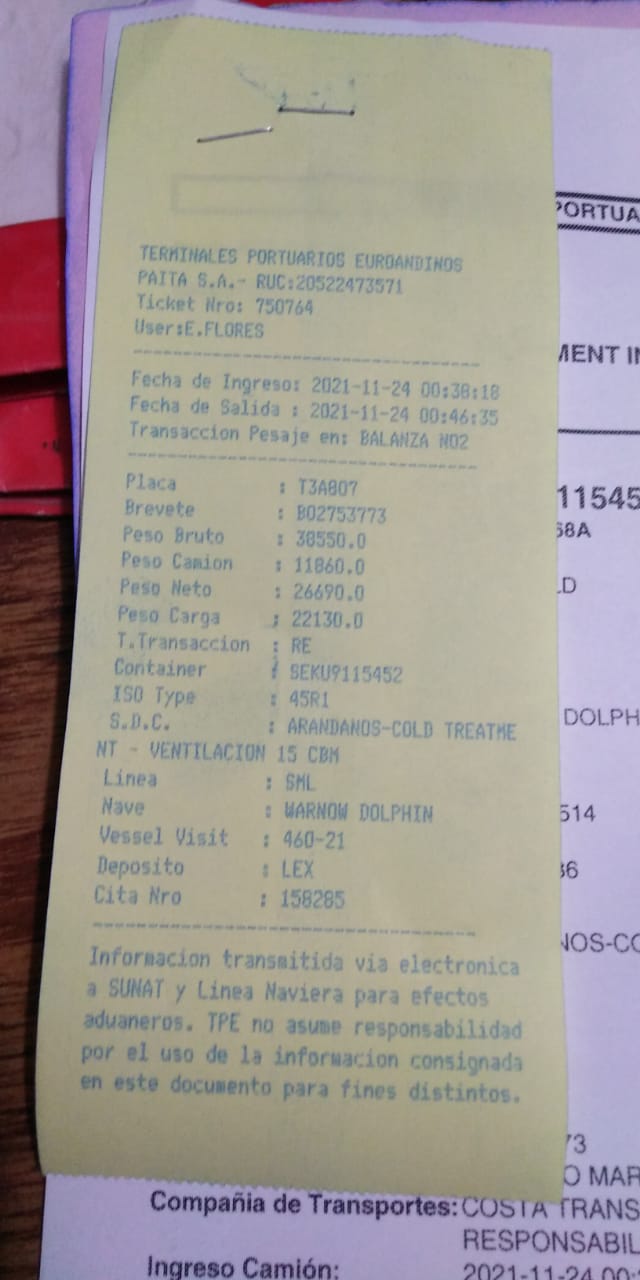 TERMINALES PORTUARIOS EUROANDINOS
PAITA S.A.- RUC:20522473571
Ticket Nro: 750764
User:E.FLORES
Fecha de Ingreso: 2021-11-24 00:38:18
Fecha de Salida : 2021-11-24 00:46:35
Transaccion Pesaje en: BALANZA NO2
Placa : T3A807
Brevete : B02753773
Peso Bruto : 38550.0
Peso Camion : 11860.0
Peso Neto : 26690.0
Peso Carga : 22130.0
T.Transaccion : RE
Container : SEKU9115452
ISO Type : 45R1
S.D.C. : ARANDANOS-COLD TREATME
NT - VENTILACION 15 CBM
Linea : SML
Nave : WARNOW DOLPHIN
Vessel Visit : 460-21
Deposito : LEX
Cita Nro : 158285
Informacion transmitida via electronica
a SUNAT y Linea Naviera para efectos
aduaneros. TPE no asume responsabilidad
por el uso de la informacion consignada
en este documento para fines distintos.
PORTUA
MENT IN
11545
68A
LD
DOLPH
514
36
NOS-CO
73
O MAR
Compañia de Transportes: COSTA TRANS
RESPONSABIL
Ingreso Camión: 2021-11-24 00: